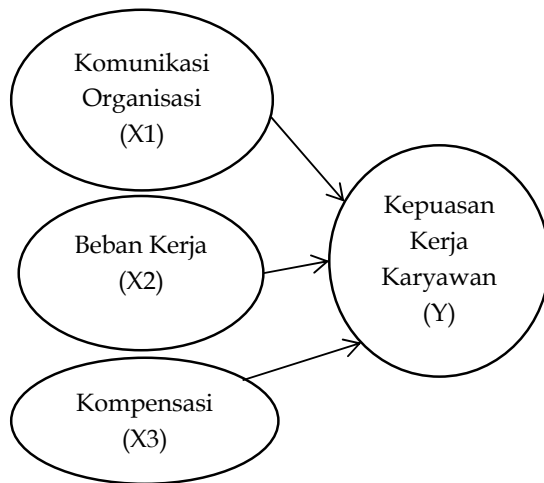 Komunikasi
Organisasi
(X1)
Beban Kerja
(X2)
Kompensasi
(X3)
Kepuasan
Kerja
Karyawan
(Y)